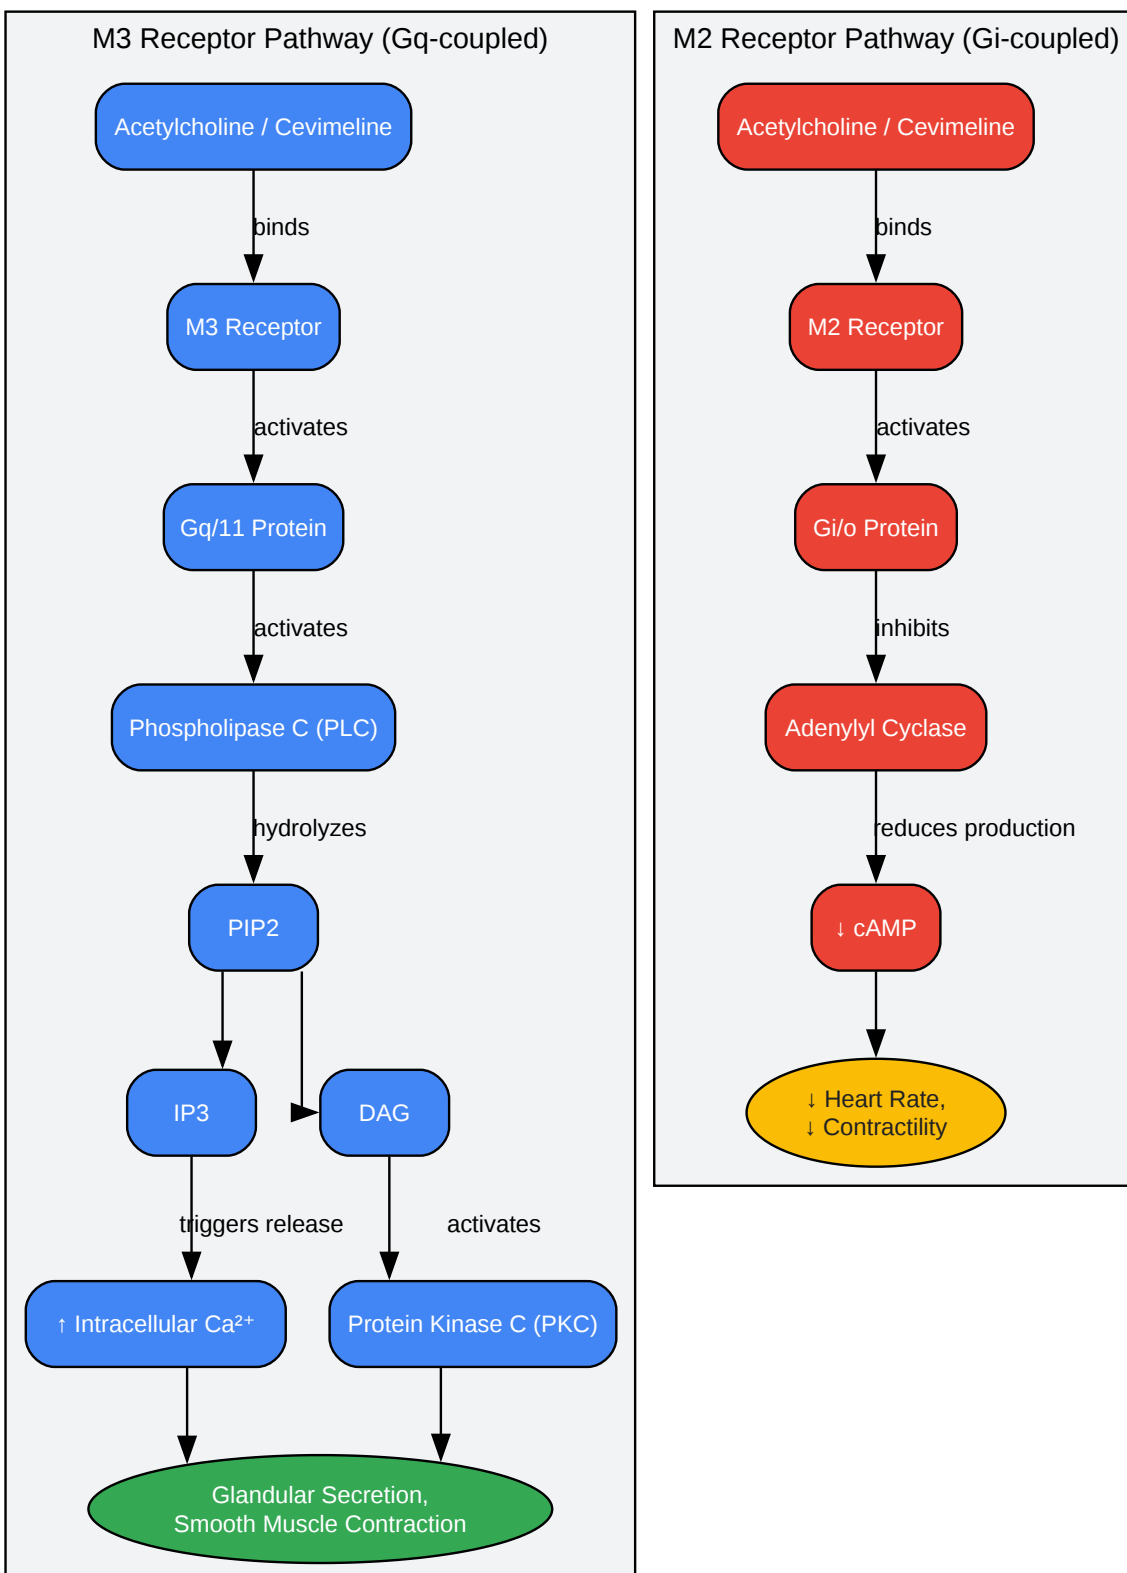 M3 Receptor Pathway (Gq-coupled)
Acetylcholine / Cevimeline
binds
M3 Receptor
activates
Gq/11 Protein
activates
Phospholipase C (PLC)
hydrolyzes
PIP2
IP3
DAG
triggers release
activates
↑ Intracellular Ca²⁺
Protein Kinase C (PKC)
Glandular Secretion,
Smooth Muscle Contraction
M2 Receptor Pathway (Gi-coupled)
Acetylcholine / Cevimeline
binds
M2 Receptor
activates
Gi/o Protein
inhibits
Adenylyl Cyclase
reduces production
↓ cAMP
↓ Heart Rate,
↓ Contractility